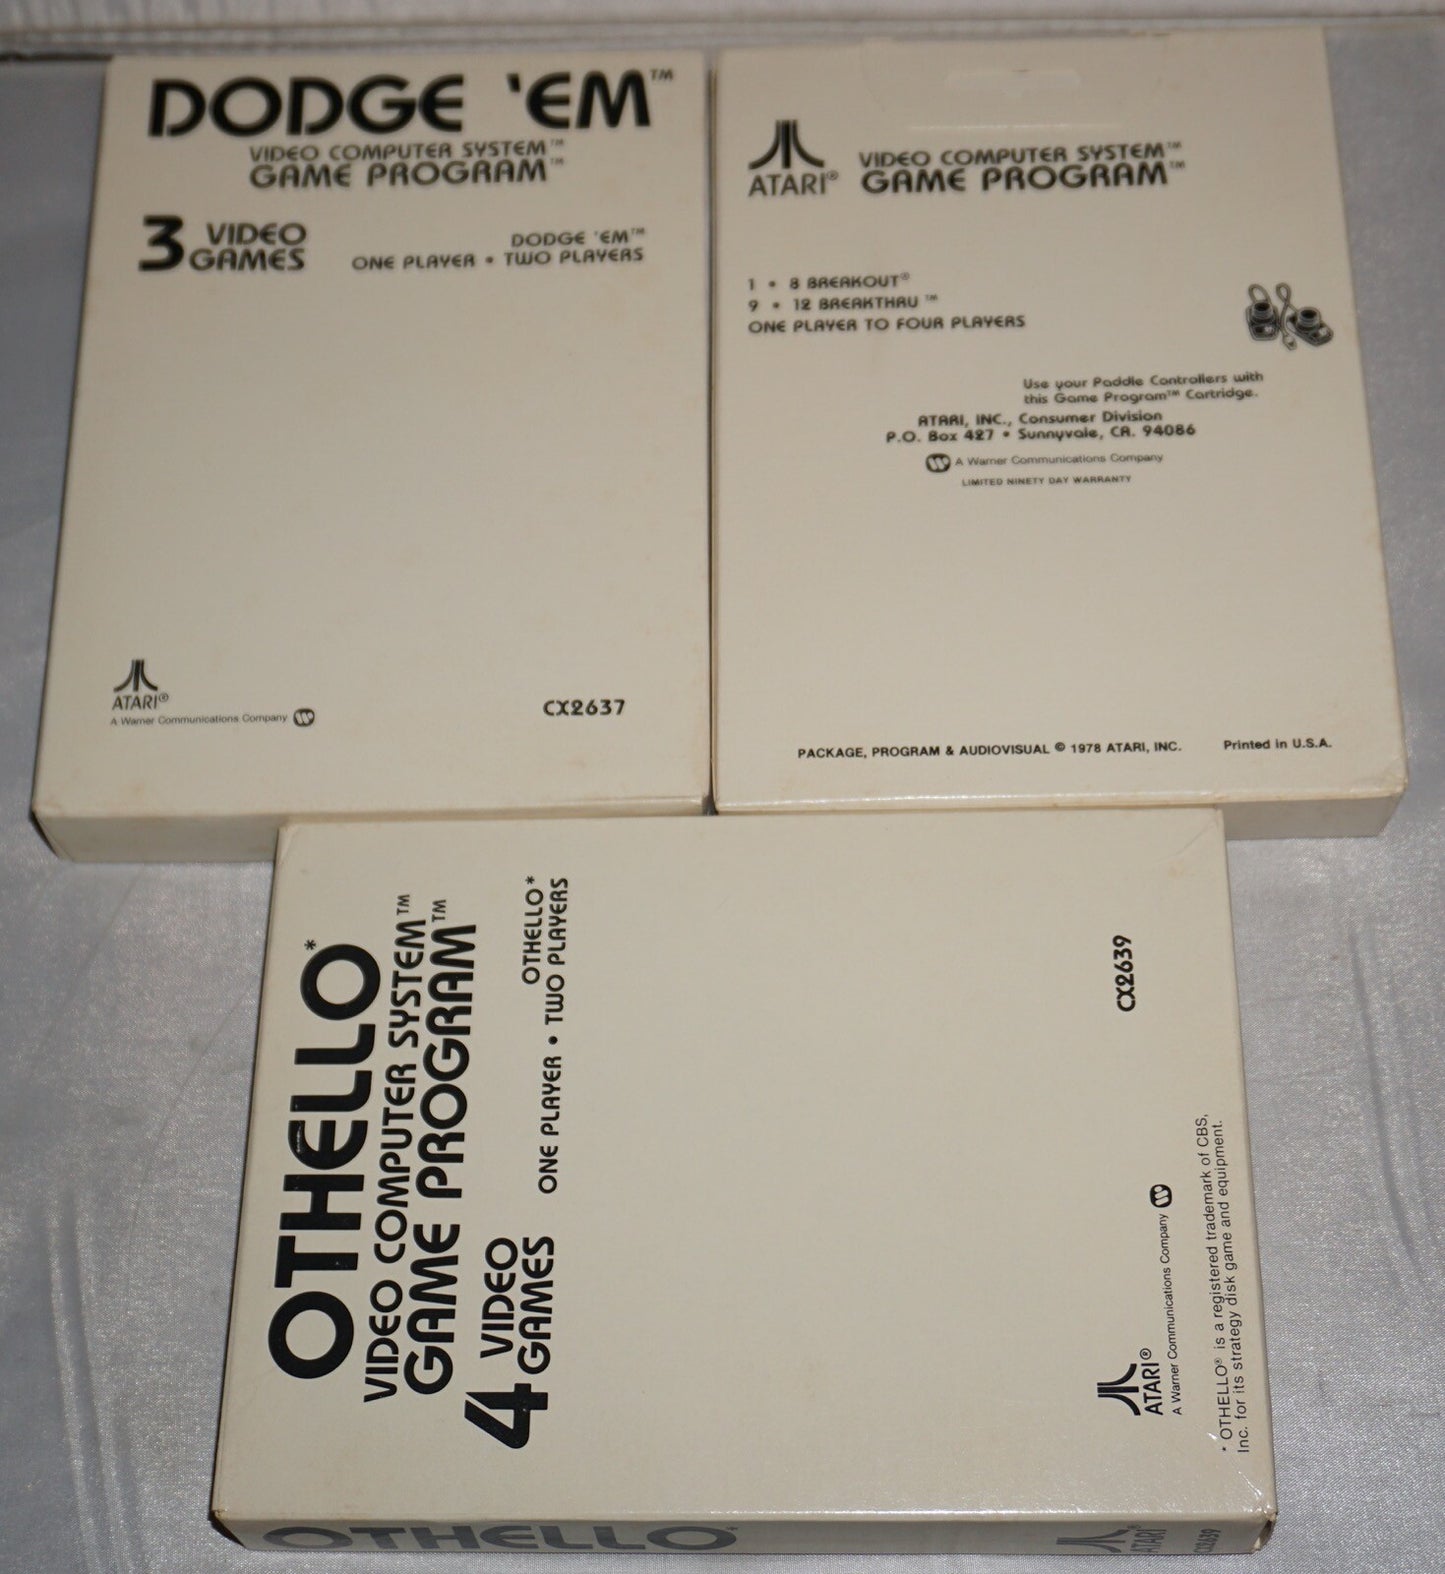 DODGE 'EM™
VIDEO COMPUTER SYSTEM™
GAME PROGRAM™
3 VIDEO GAMES
DODGE 'EM™
ONE PLAYER • TWO PLAYERS
ATARI®
A Warner Communications Company
CX2637
ATARI®
VIDEO COMPUTER SYSTEM™
GAME PROGRAM™
1 • 8 BREAKOUT®
9 • 12 BREAKTHRU™
ONE PLAYER TO FOUR PLAYERS
Use your Paddle Controllers with
this Game Program™ Cartridge.
ATARI, INC., Consumer Division
P.O. Box 427 • Sunnyvale, CA. 94086
A Warner Communications Company
LIMITED NINETY DAY WARRANTY
PACKAGE, PROGRAM & AUDIOVISUAL © 1978 ATARI, INC. Printed in U.S.A.
OTHELLO*
VIDEO COMPUTER SYSTEM™
GAME PROGRAM™
4 VIDEO GAMES
OTHELLO*
ONE PLAYER • TWO PLAYERS
CX2639
ATARI®
A Warner Communications Company
* OTHELLO® is a registered trademark of CBS,
Inc. for its strategy disk game and equipment.
OTHELLO*
ATARI®
CX2639